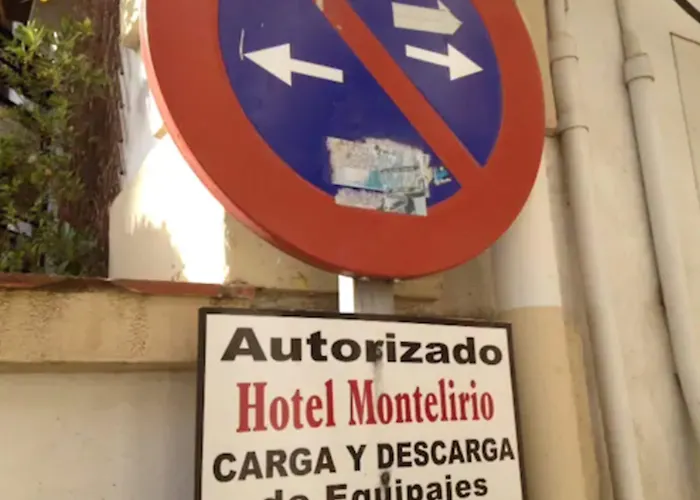 Autorizado
Hotel Montelirio
CARGA Y DESCARGA
de Equipajes